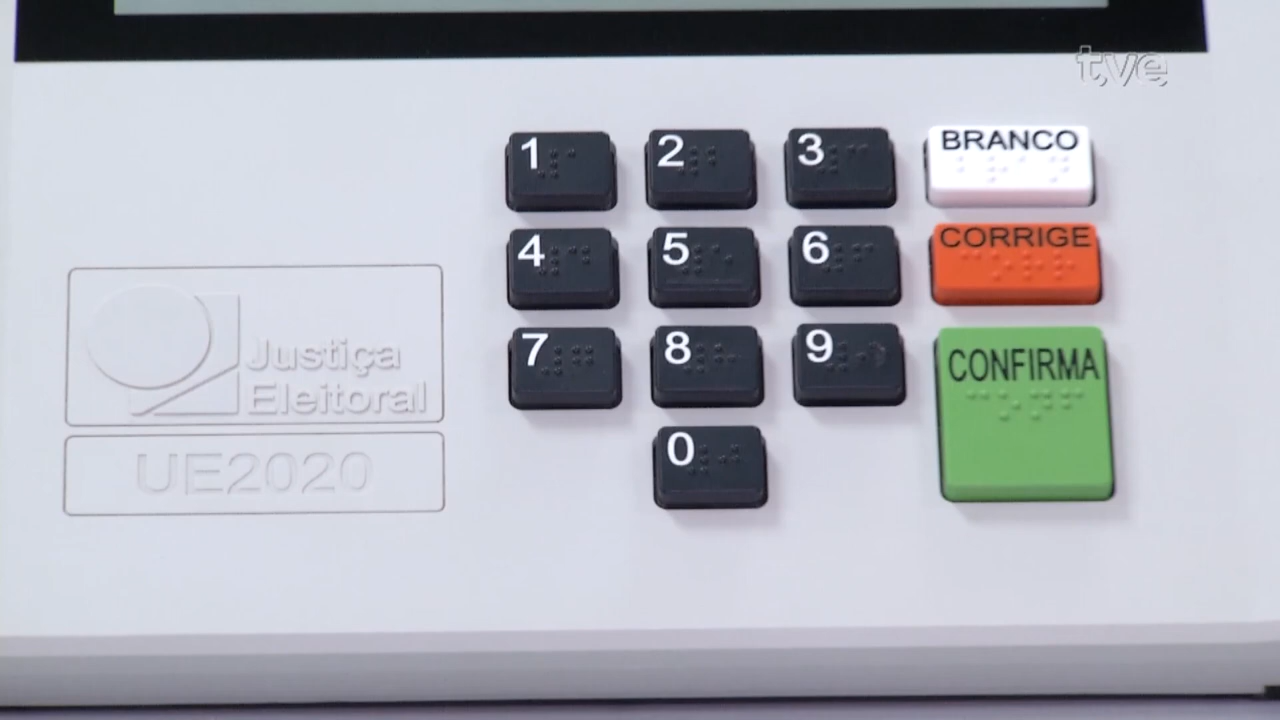 tve
1 2 3 BRANCO
4 5 6 CORRIGE
7 8 9 CONFIRMA
0
Justiça
Eleitoral
UE2020